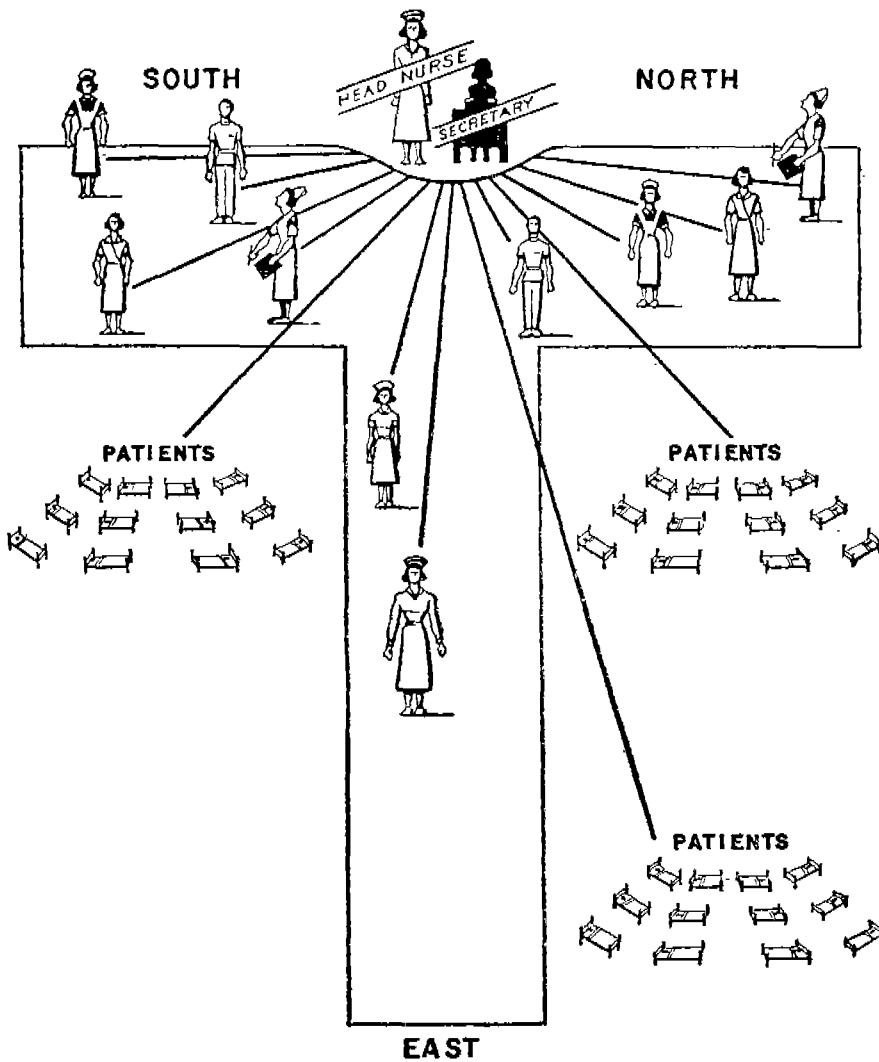 SOUTH
HEAD NURSE
SECRETARY
NORTH
PATIENTS
PATIENTS
PATIENTS
EAST